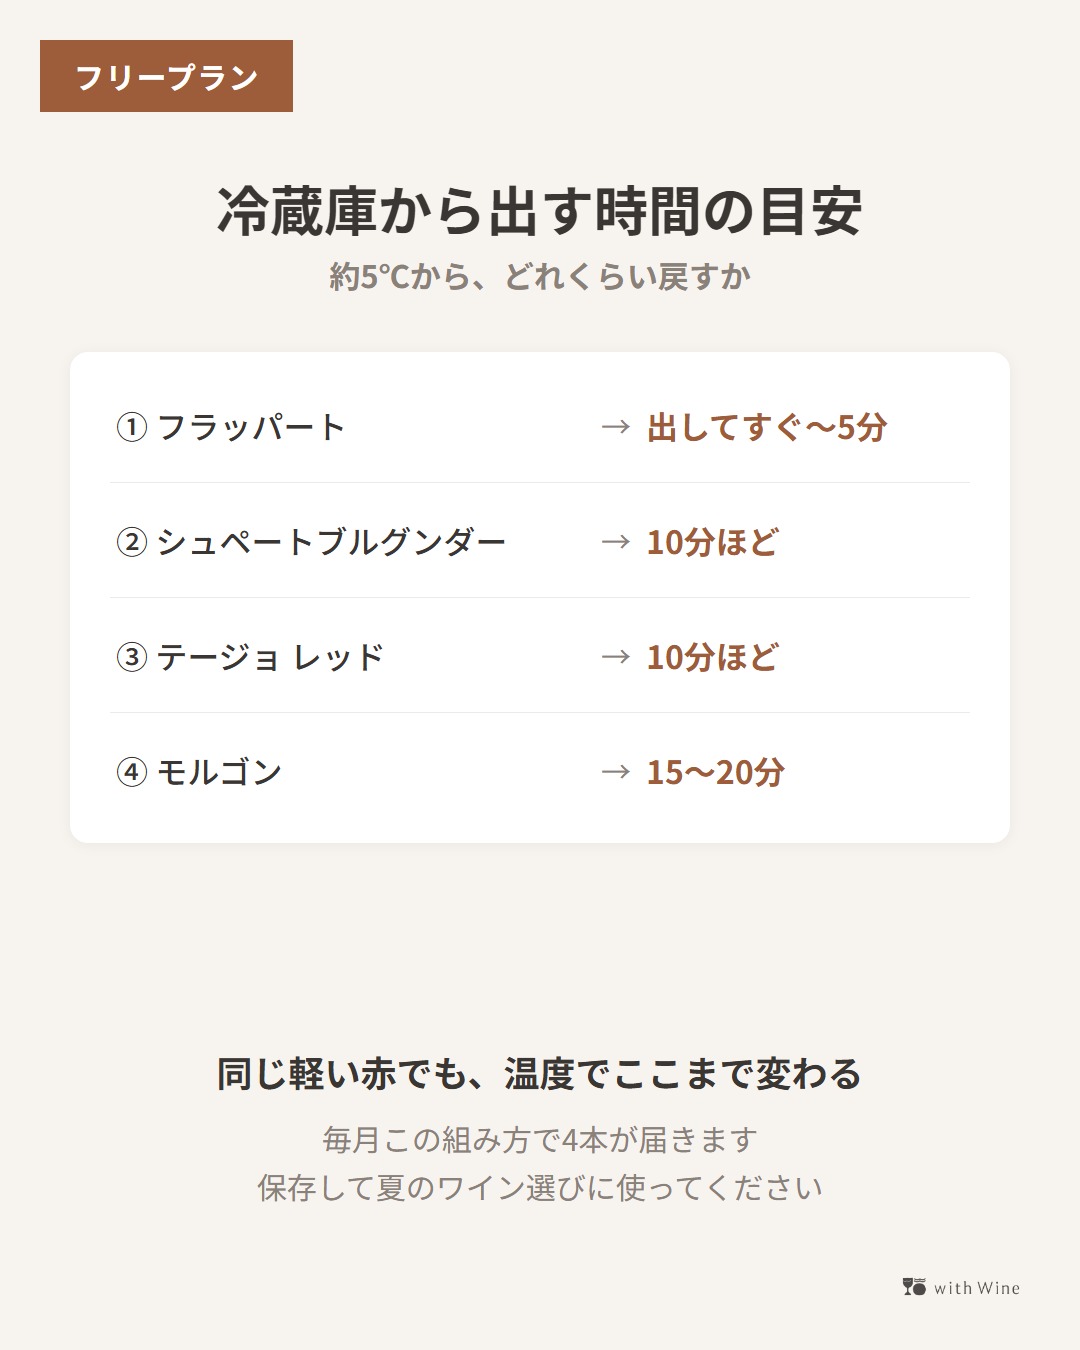 フリープラン
冷蔵庫から出す時間の目安
約5℃から、どれくらい戻すか
① フラッパート → 出してすぐ〜5分
② シュペートブルグンダー → 10分ほど
③ テージョ レッド → 10分ほど
④ モルゴン → 15〜20分
同じ軽い赤でも、温度でここまで変わる
毎月この組み方で4本が届きます
保存して夏のワイン選びに使ってください
with Wine